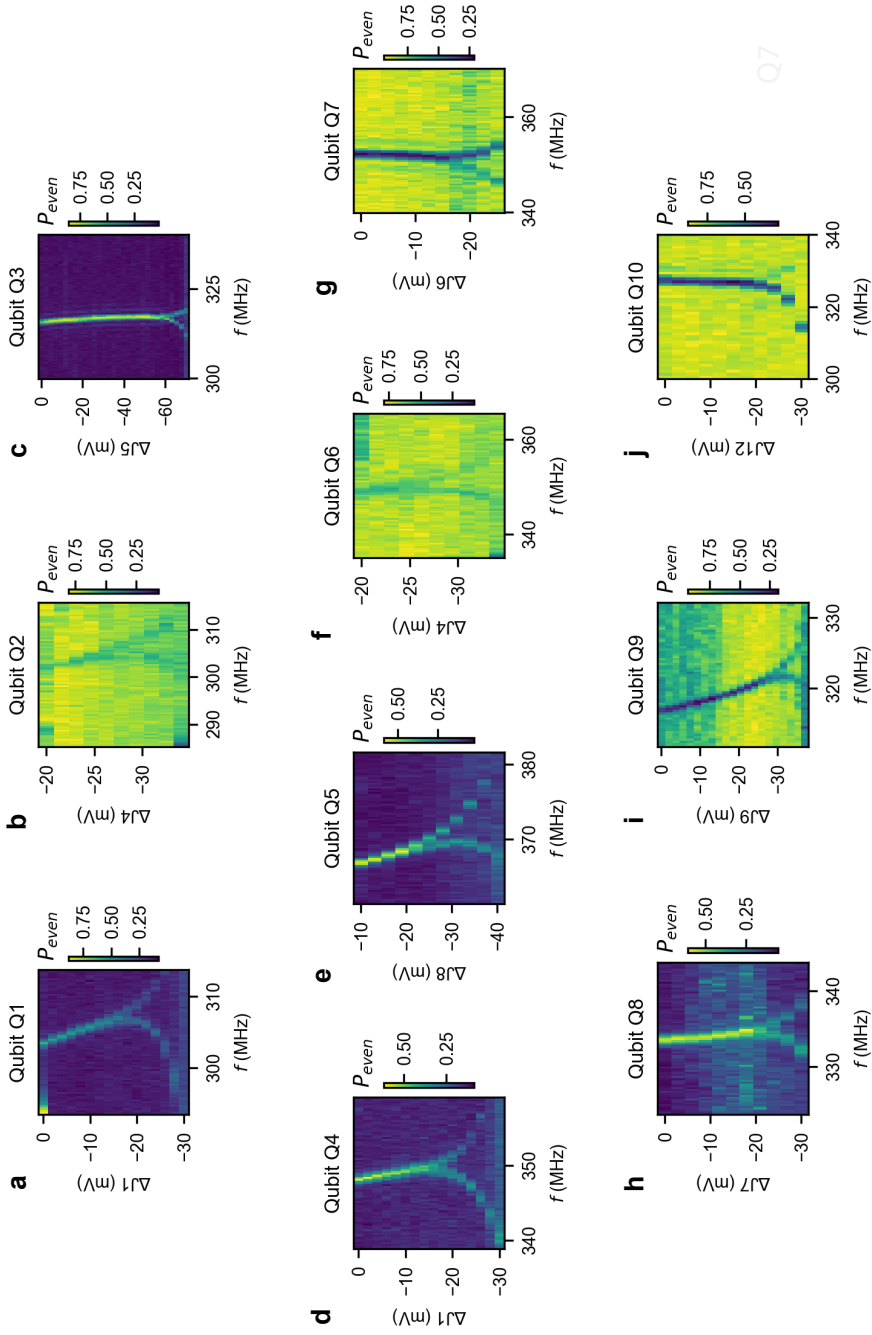 a
Qubit Q1
P_even
0.75
0.50
0.25
ΔJ1 (mV)
0
−10
−20
−30
300 310
f (MHz)
b
Qubit Q2
P_even
0.75
0.50
0.25
ΔJ4 (mV)
−20
−25
−30
290 300 310
f (MHz)
c
Qubit Q3
P_even
0.75
0.50
0.25
ΔJ5 (mV)
0
−20
−40
−60
300 325
f (MHz)
d
Qubit Q4
P_even
0.50
0.25
ΔJ1 (mV)
0
−10
−20
−30
340 350
f (MHz)
e
Qubit Q5
P_even
0.50
0.25
ΔJ8 (mV)
−10
−20
−30
−40
370 380
f (MHz)
f
Qubit Q6
P_even
0.75
0.50
0.25
ΔJ4 (mV)
−20
−25
−30
340 360
f (MHz)
g
Qubit Q7
P_even
0.75
0.50
0.25
ΔJ6 (mV)
0
−10
−20
340 360
f (MHz)
h
Qubit Q8
P_even
0.50
0.25
ΔJ7 (mV)
0
−10
−20
−30
330 340
f (MHz)
i
Qubit Q9
P_even
0.75
0.50
0.25
ΔJ9 (mV)
0
−10
−20
−30
320 330
f (MHz)
j
Qubit Q10
P_even
0.75
0.50
ΔJ12 (mV)
0
−10
−20
−30
300 320 340
f (MHz)
Q7